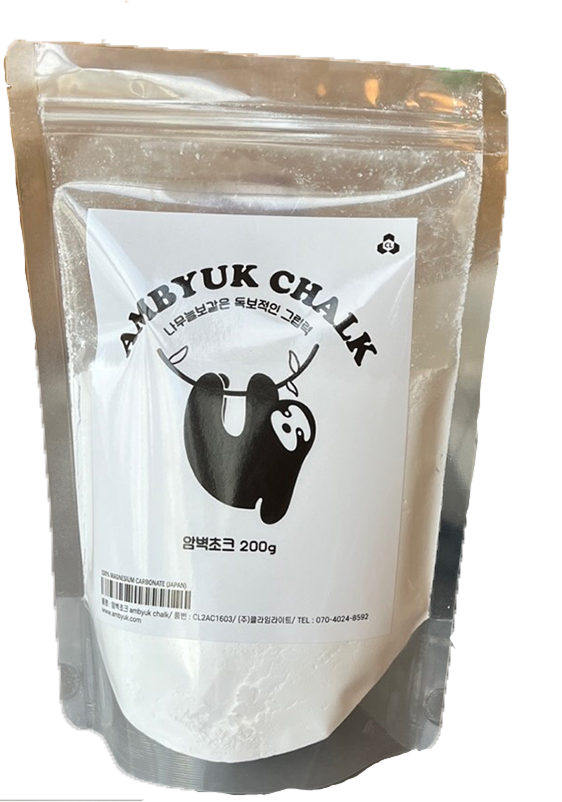 CL
AMBYUK CHALK
나무늘보같은 독보적인 그립력
암벽초크 200g
100% MAGNESIUM CARBONATE (JAPAN)
품명 : 암벽초크 ambyuk chalk/ 품번 : CL2AC1603/ (주)클라임라이트/ TEL : 070-4024-8592
www.ambyuk.com